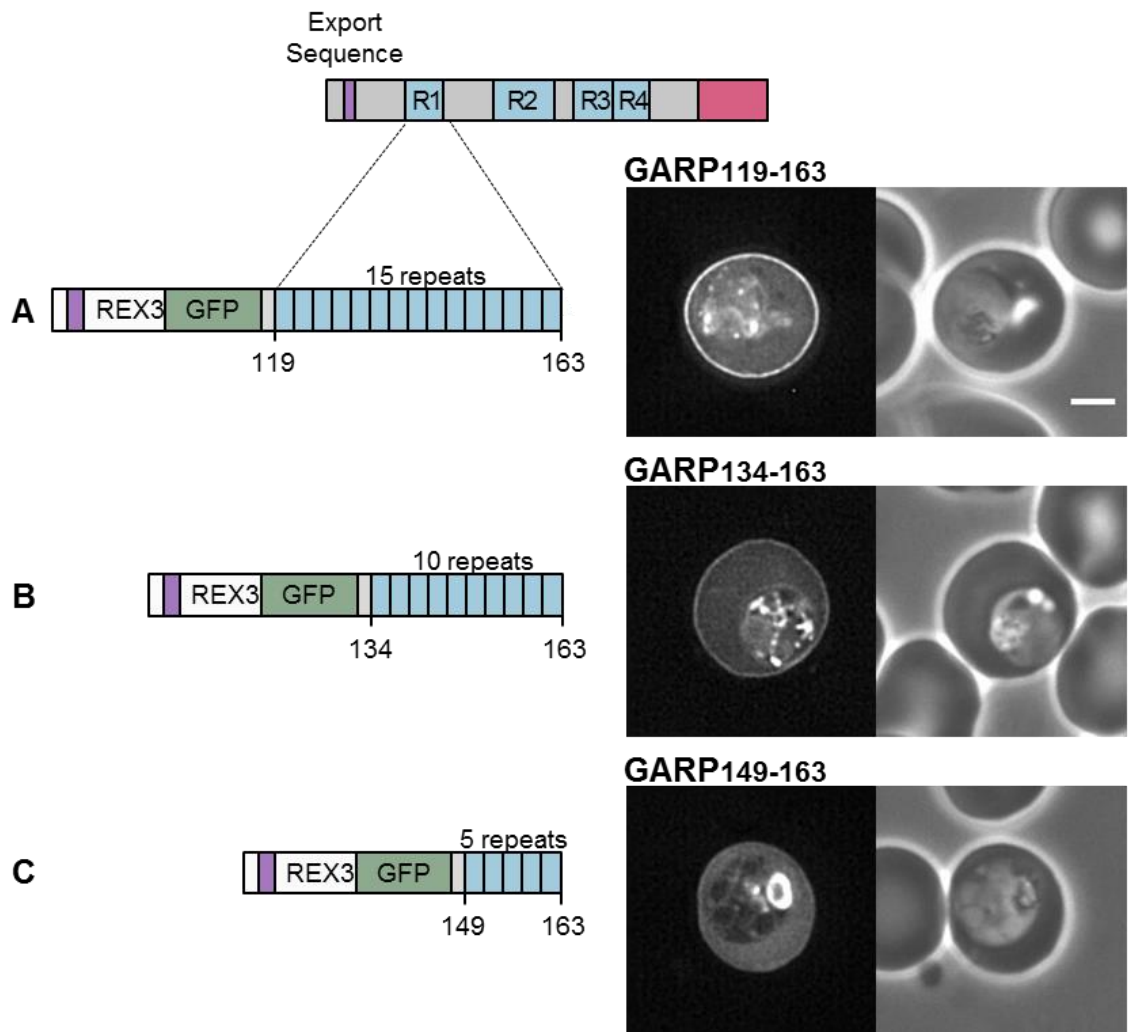 Export
Sequence
R1 R2 R3 R4
GARP119-163
15 repeats
A REX3 GFP
119 163
GARP134-163
10 repeats
B REX3 GFP
134 163
GARP149-163
5 repeats
C REX3 GFP
149 163